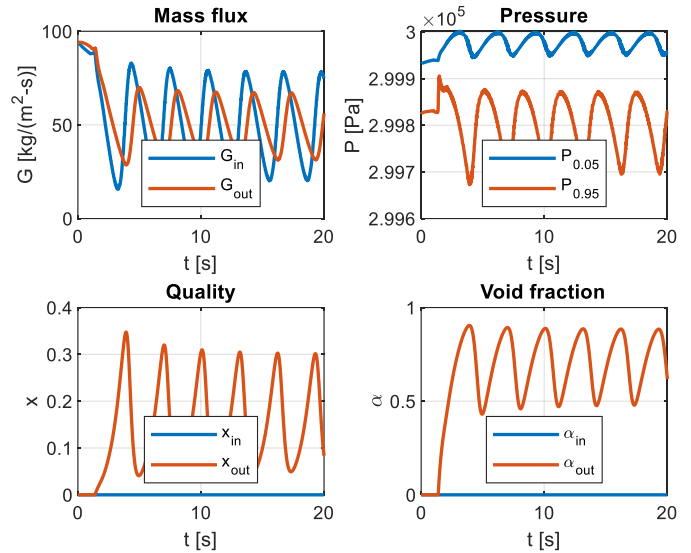 Mass flux
G [kg/(m²-s)]
100
50
0
0
10
20
t [s]
G_in
G_out
Pressure
×10⁵
P [Pa]
3
2.999
2.998
2.997
2.996
0
10
20
t [s]
P_0.05
P_0.95
Quality
x
0.4
0.3
0.2
0.1
0
0
10
20
t [s]
x_in
x_out
Void fraction
α
1
0.5
0
0
10
20
t [s]
α_in
α_out